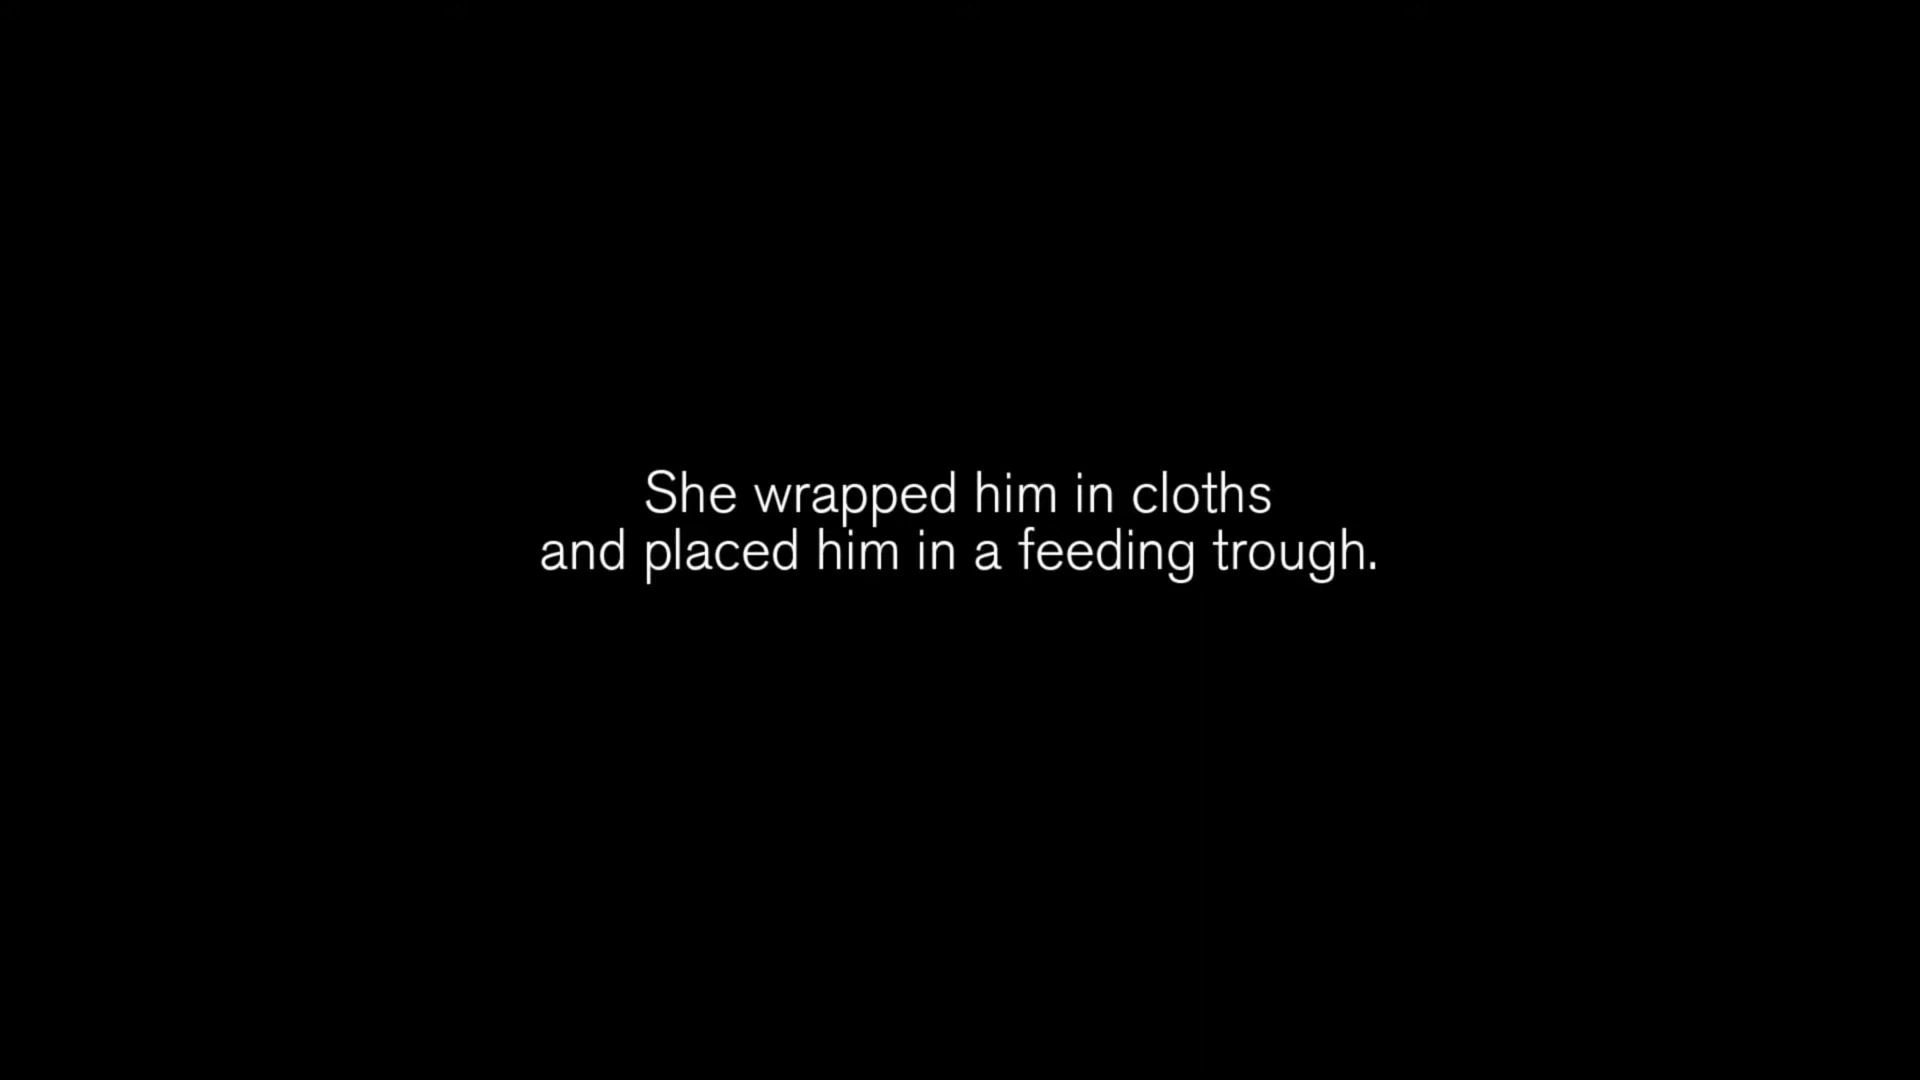 She wrapped him in cloths
and placed him in a feeding trough.